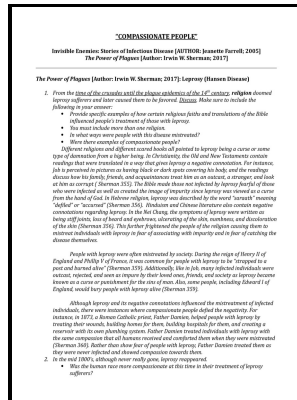 "COMPASSIONATE PEOPLE"
Invisible Enemies: Stories of Infectious Disease [AUTHOR: Jeanette Farrell; 2005]
The Power of Plagues [Author: Irwin W. Sherman; 2017]
The Power of Plagues [Author: Irwin W. Sherman; 2017]: Leprosy (Hansen Disease)
1. From the time of the crusades until the plague epidemics of the 14th century, religion doomed
leprosy sufferers and later caused them to be favored. Discuss. Make sure to include the
following in your answer:
• Provide specific examples of how certain religious faiths and translations of the Bible
influenced people's treatment of those with leprosy.
• You must include more than one religion.
• In what ways were people with this disease mistreated?
• Were there examples of compassionate people?
Different religions and different sacred books all pointed to leprosy being a curse or some
type of damnation from a higher being. In Christianity, the Old and New Testaments contain
readings that were translated in a way that gives leprosy a negative connotation. For instance,
Job is perceived in pictures as having black or dark spots covering his body, and the readings
discuss how his family, friends, and acquaintances treat him as an outcast, a stranger, and look
at him as corrupt (Sherman 355). The Bible made those not infected by leprosy fearful of those
who were infected as well as created the image of impurity since leprosy was viewed as a curse
from the hand of God. In Hebrew religion, leprosy was described by the word "saraath" meaning
"defiled" or "accursed" (Sherman 356). Hinduism and Chinese literature also contain negative
connotations regarding leprosy. In the Nei Chang, the symptoms of leprosy were written as
being stiff joints, loss of beard and eyebrows, ulcerating of the skin, numbness, and discoloration
of the skin (Sherman 356). This further frightened the people of the religion causing them to
mistreat individuals with leprosy in fear of associating with impurity and in fear of catching the
disease themselves.
People with leprosy were often mistreated by society. During the reign of Henry II of
England and Philip V of France, it was common for people with leprosy to be "strapped to a
post and burned alive" (Sherman 359). Additionally, like in Job, many infected individuals were
outcast, rejected, and seen as impure by their loved ones, friends, and society as leprosy became
known as a curse or punishment for the sins of man. Also, some people, including Edward I of
England, would bury people with leprosy alive (Sherman 359).
Although leprosy and its negative connotations influenced the mistreatment of infected
individuals, there were instances where compassionate people defied the negativity. For
instance, in 1873, a Roman Catholic priest, Father Damien, helped people with leprosy by
treating their wounds, building homes for them, building hospitals for them, and creating a
reservoir with its own plumbing system. Father Damien treated individuals with leprosy with
the same compassion that all humans received and comforted them when they were mistreated
(Sherman 360). Rather than show fear of people with leprosy, Father Damien treated them as
they were never infected and showed compassion towards them.
2. In the mid 1800's, although never really gone, leprosy reappeared.
• Was the human race more compassionate at this time in their treatment of leprosy
sufferers?